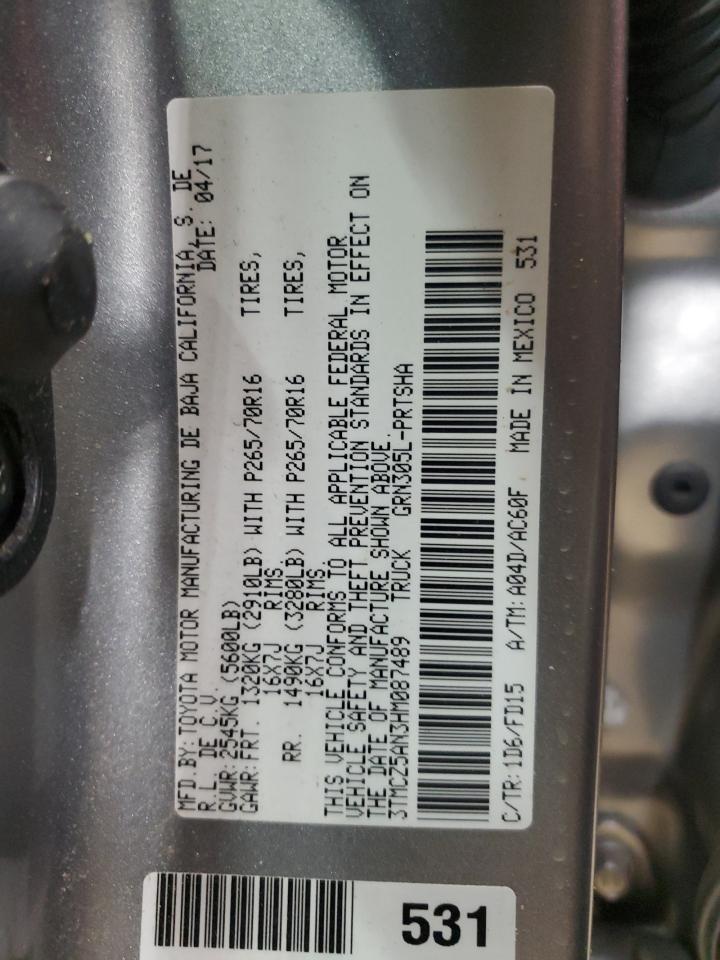 MFD.BY:TOYOTA MOTOR MANUFACTURING DE BAJA CALIFORNIA, S. DE
R.L. DE C.V. DATE: 04/17
GVWR:2545KG (5600LB)
GAWR:FRT. 1320KG (2910LB) WITH P265/70R16 TIRES,
16X7J RIMS,
RR. 1490KG (3280LB) WITH P265/70R16 TIRES,
16X7J RIMS.
THIS VEHICLE CONFORMS TO ALL APPLICABLE FEDERAL MOTOR
VEHICLE SAFETY AND THEFT PREVENTION STANDARDS IN EFFECT ON
THE DATE OF MANUFACTURE SHOWN ABOVE.
3TMCZ5AN3HM087489 TRUCK GRN305L-PRTSHA
C/TR:1D6/FD15 A/TM:A04D/AC60F MADE IN MEXICO 531
531